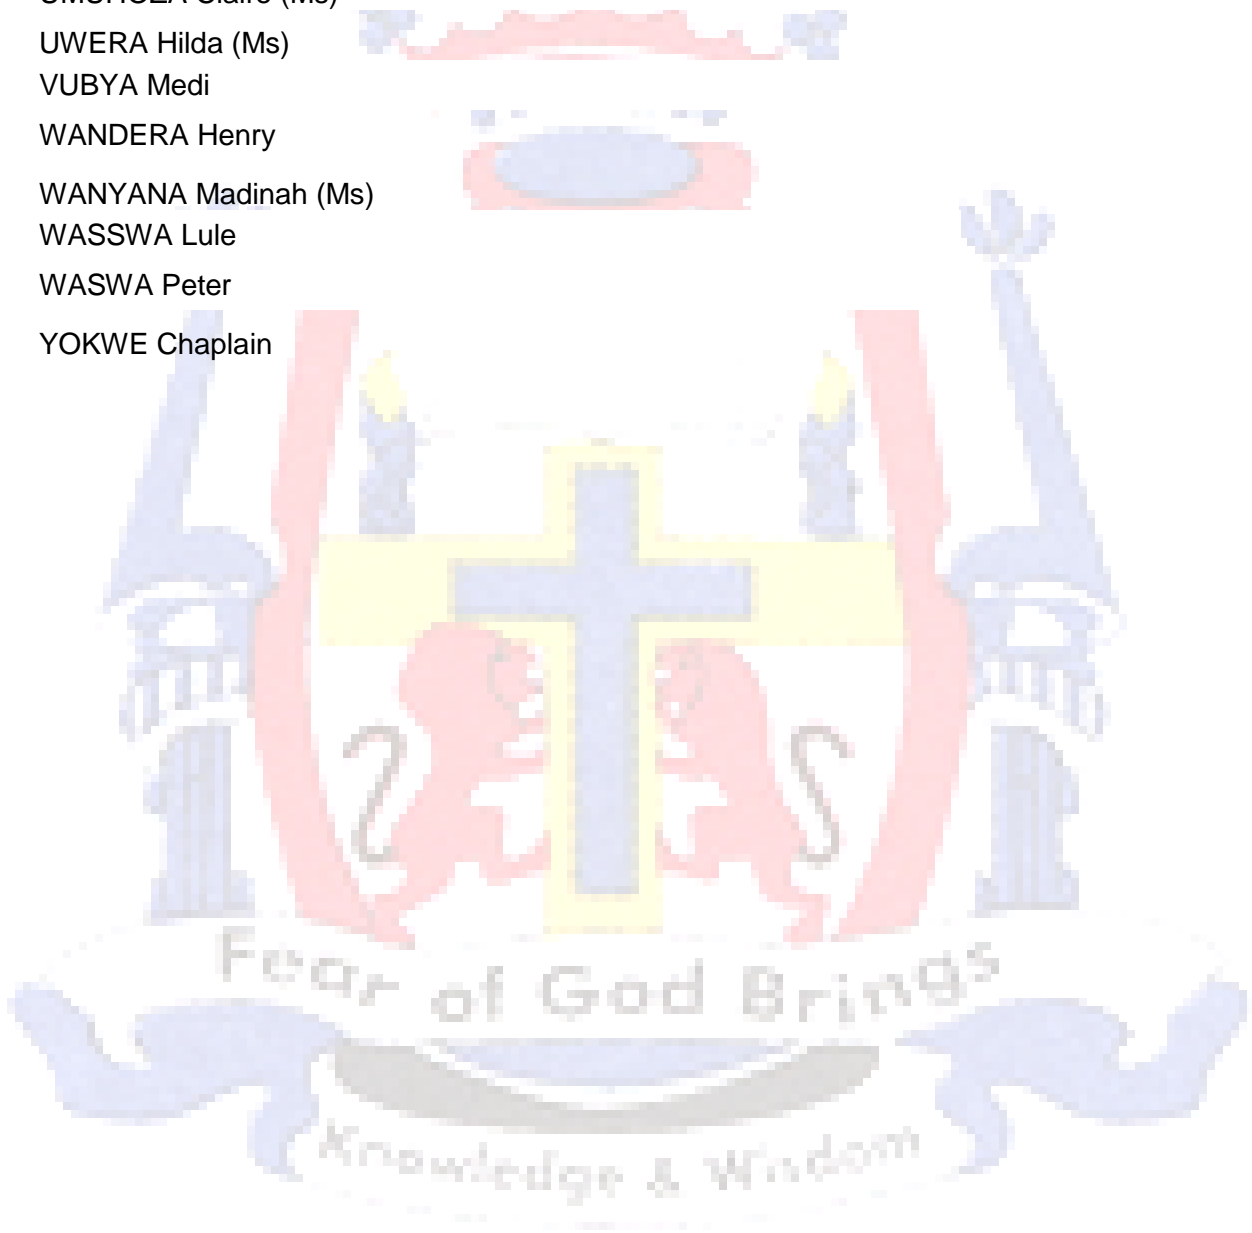 UWERA Hilda (Ms)
VUBYA Medi
WANDERA Henry
WANYANA Madinah (Ms)
WASSWA Lule
WASWA Peter
YOKWE Chaplain
Fear of God Brings
Knowledge & Wisdom